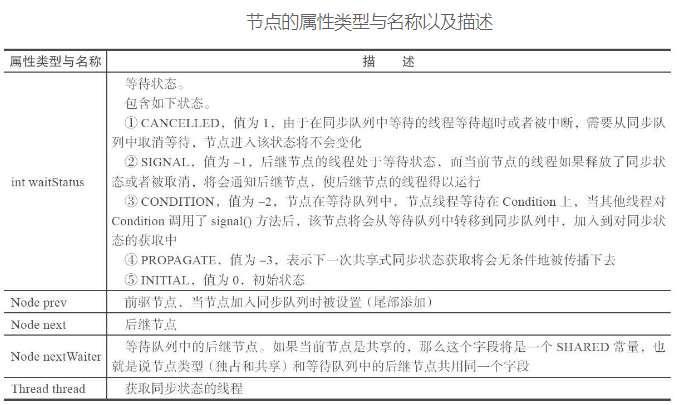 节点的属性类型与名称以及描述
属性类型与名称 描 述
int waitStatus
等待状态。
包含如下状态。
① CANCELLED，值为 1，由于在同步队列中等待的线程等待超时或者被中断，需要从同步队
列中取消等待，节点进入该状态将不会变化
② SIGNAL，值为 -1，后继节点的线程处于等待状态，而当前节点的线程如果释放了同步状
态或者被取消，将会通知后继节点，使后继节点的线程得以运行
③ CONDITION，值为 -2，节点在等待队列中，节点线程等待在 Condition 上，当其他线程对
Condition 调用了 signal() 方法后，该节点将会从等待队列中转移到同步队列中，加入到对同步状
态的获取中
④ PROPAGATE，值为 -3，表示下一次共享式同步状态获取将会无条件地被传播下去
⑤ INITIAL，值为 0，初始状态
Node prev 前驱节点，当节点加入同步队列时被设置（尾部添加）
Node next 后继节点
Node nextWaiter
等待队列中的后继节点。如果当前节点是共享的，那么这个字段将是一个 SHARED 常量，也
就是说节点类型（独占和共享）和等待队列中的后继节点共用同一个字段
Thread thread 获取同步状态的线程